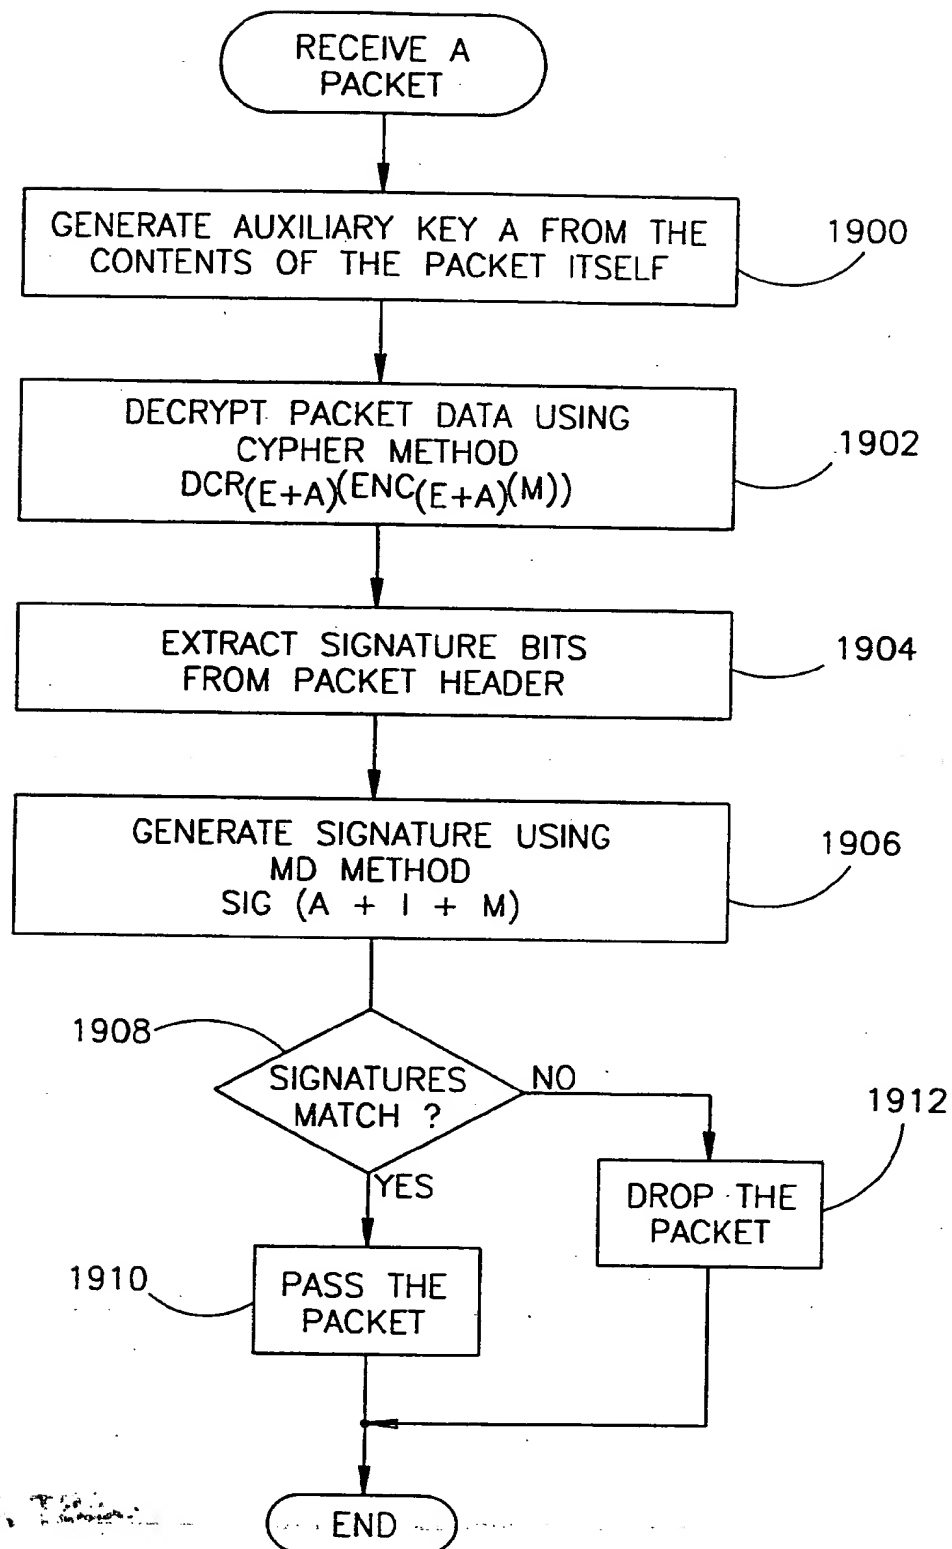 RECEIVE A
PACKET
GENERATE AUXILIARY KEY A FROM THE
CONTENTS OF THE PACKET ITSELF
1900
DECRYPT PACKET DATA USING
CYPHER METHOD
DCR(E+A)(ENC(E+A)(M))
1902
EXTRACT SIGNATURE BITS
FROM PACKET HEADER
1904
GENERATE SIGNATURE USING
MD METHOD
SIG (A + I + M)
1906
1908
SIGNATURES
MATCH ?
NO
YES
1912
DROP THE
PACKET
1910
PASS THE
PACKET
END